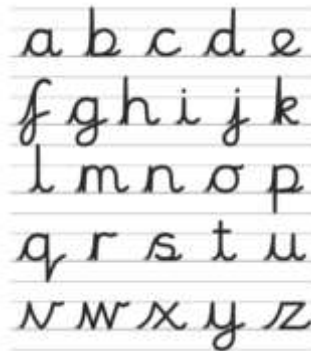 a b c d e
f g h i j k
l m n o p
q r s t u
v w x y z